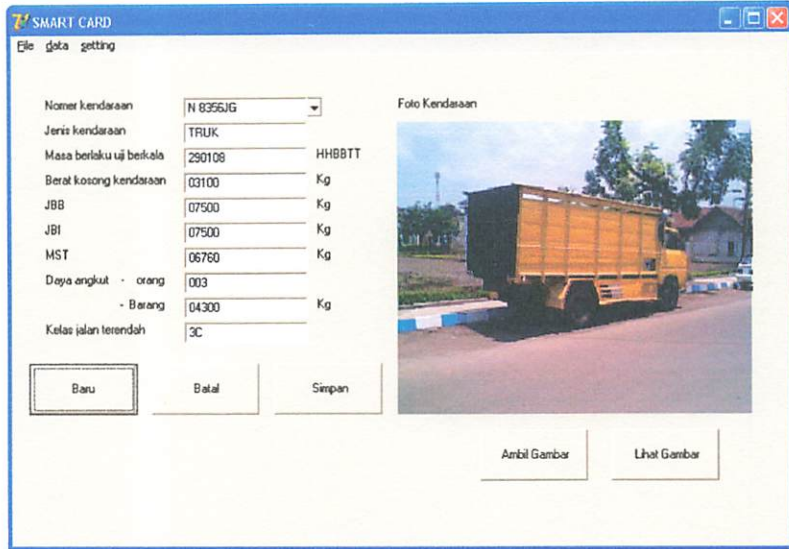 SMART CARD
File data setting
Nomer kendaraan N 8356JG
Foto Kendaraan
Jenis kendaraan TRUK
Masa berlaku uji berkala 290108 HHBBTT
Berat kosong kendaraan 03100 Kg
JBB 07500 Kg
JBI 07500 Kg
MST 06760 Kg
Daya angkut - orang 003
- Barang 04300 Kg
Kelas jalan terendah 3C
Baru Batal Simpan
Ambil Gambar Lihat Gambar